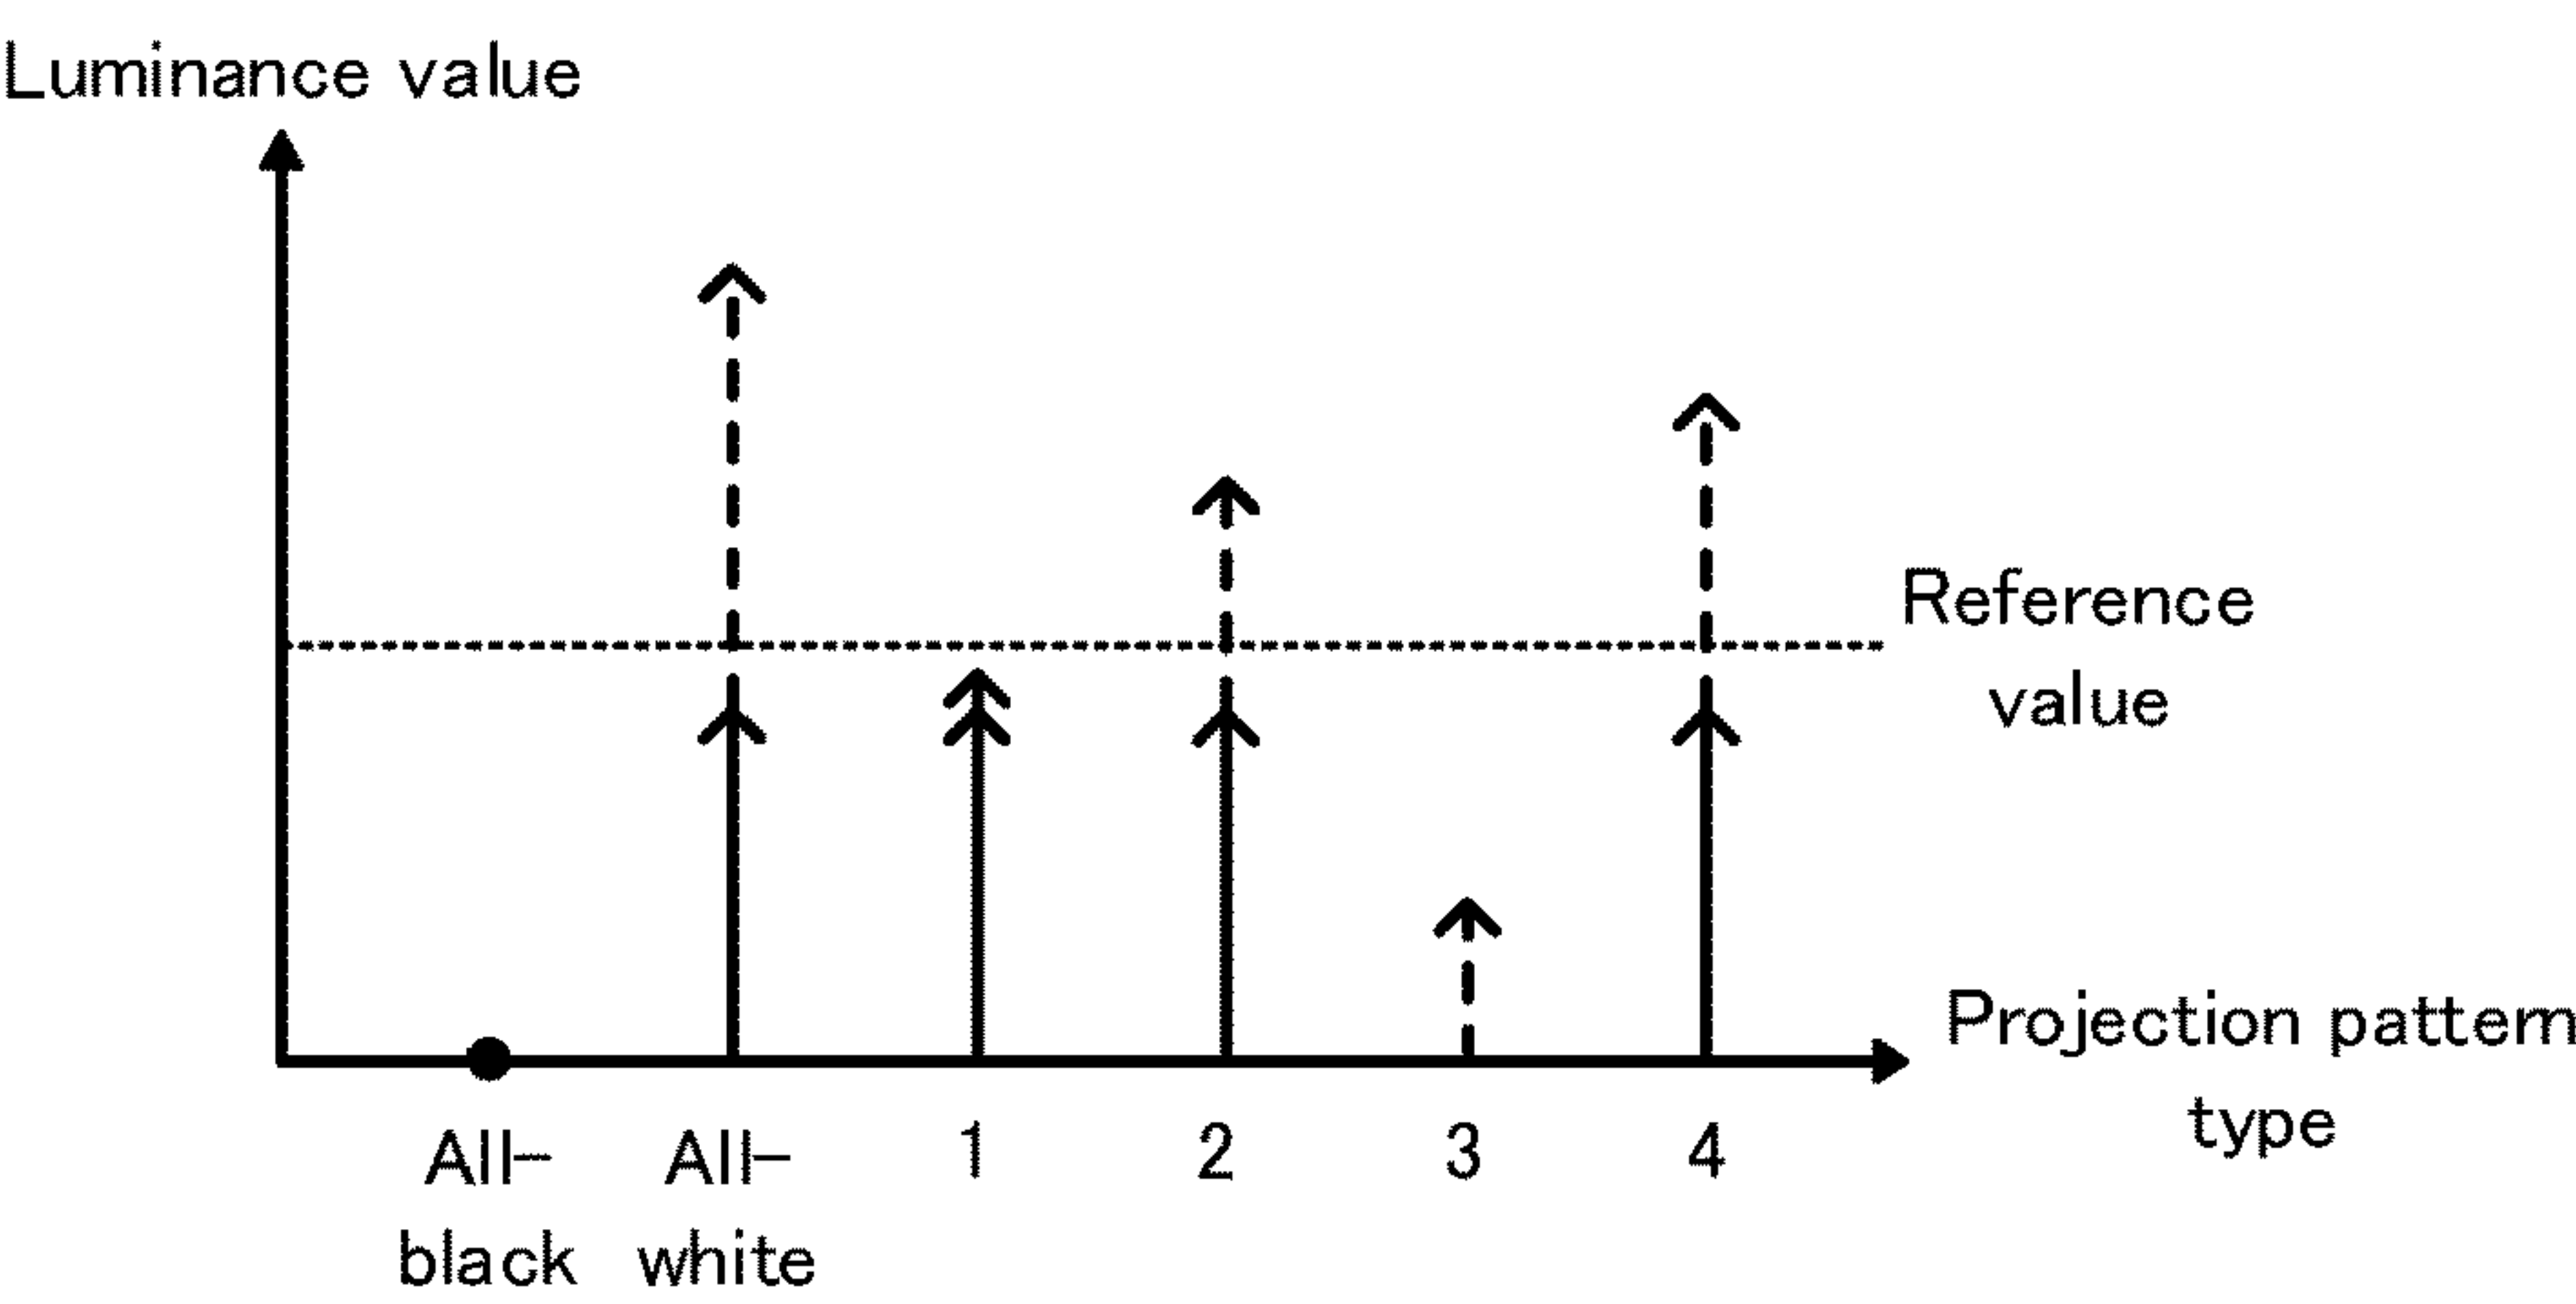 Luminance value
Reference
value
Projection pattern
type
All- All- 1 2 3 4
black white